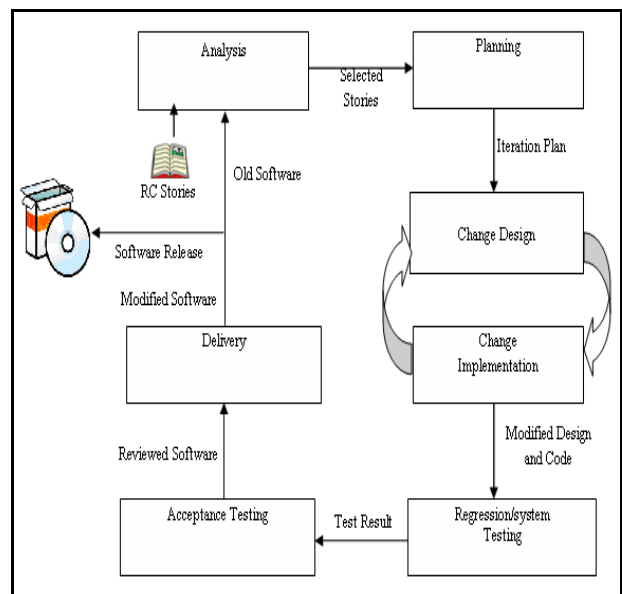 Analysis
Planning
Selected
Stories
Iteration Plan
RC Stories
Old Software
Change Design
Software Release
Modified Software
Delivery
Change
Implementation
Modified Design
and Code
Reviewed Software
Acceptance Testing
Test Result
Regression/system
Testing